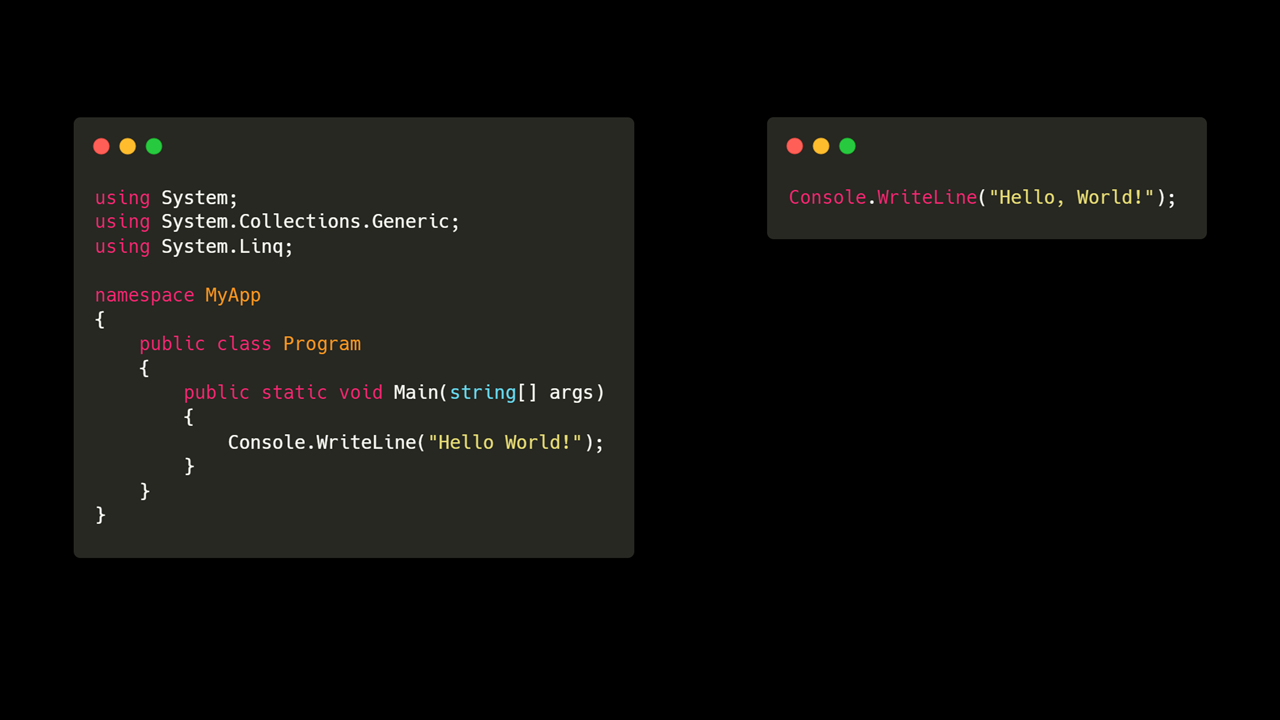 using System;
using System.Collections.Generic;
using System.Linq;

namespace MyApp
{
    public class Program
    {
        public static void Main(string[] args)
        {
            Console.WriteLine("Hello World!");
        }
    }
}
Console.WriteLine("Hello, World!");